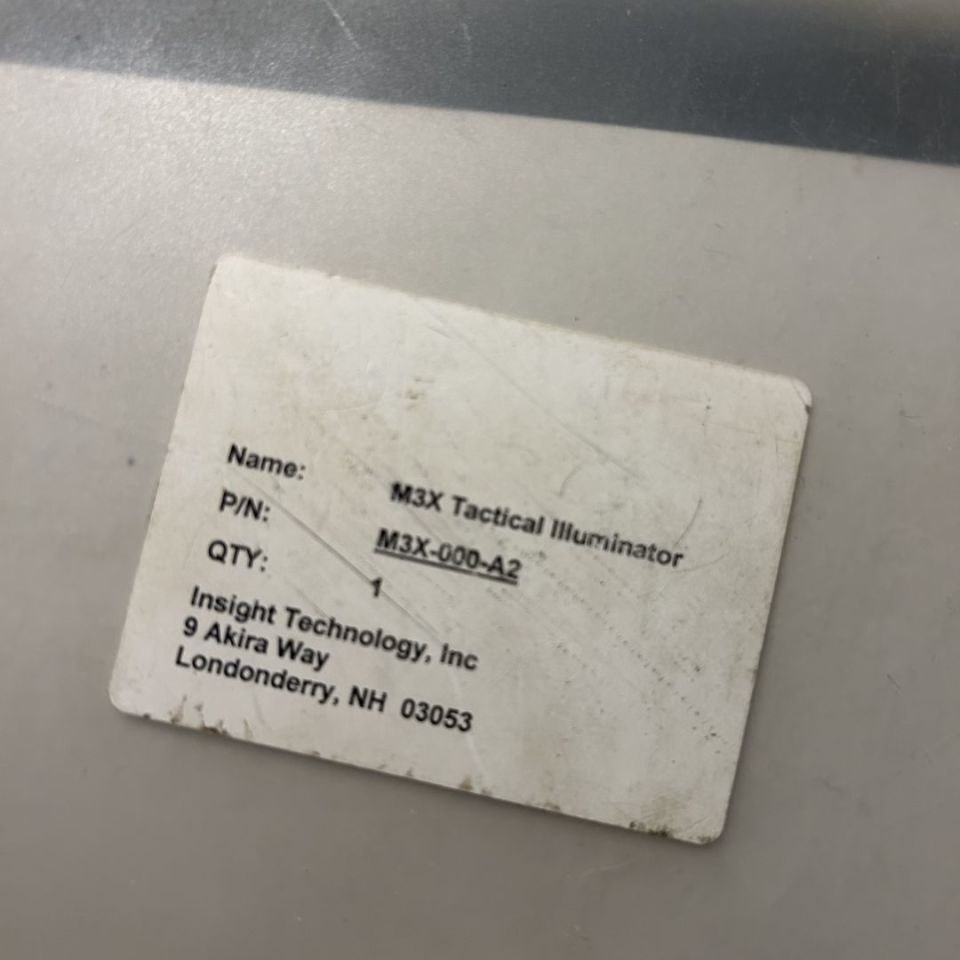 Name: M3X Tactical Illuminator
P/N: M3X-000-A2
QTY: 1
Insight Technology, Inc
9 Akira Way
Londonderry, NH 03053